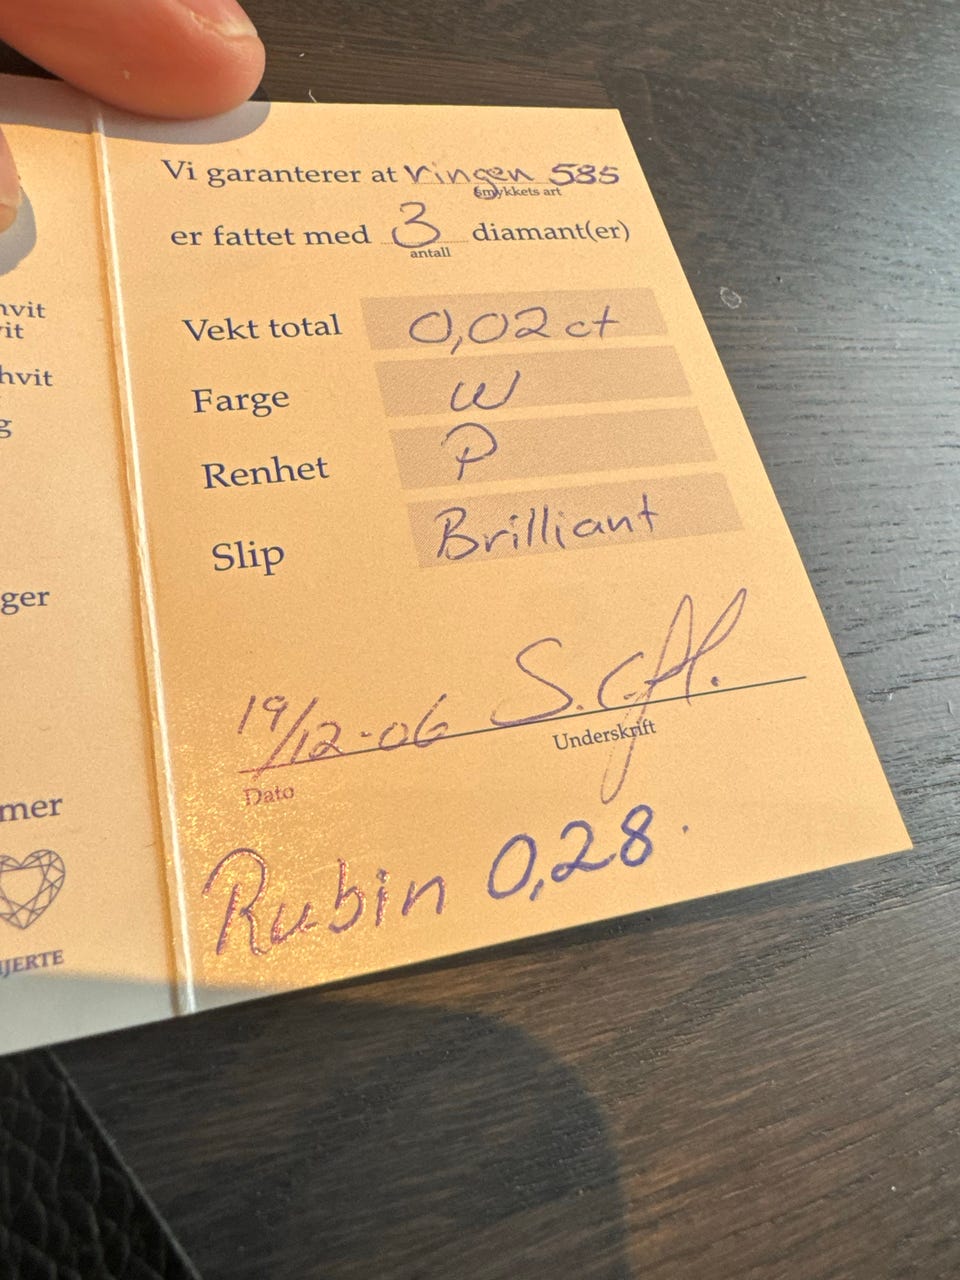 hvit
it
hvit
g
ger
mer
HJERTE
Vi garanterer at ringen 585
smykkets art
er fattet med 3 diamant(er)
antall
Vekt total 0,02 ct
Farge W
Renhet P
Slip Brilliant
19/12-06
Dato
Underskrift
Rubin 0,28.